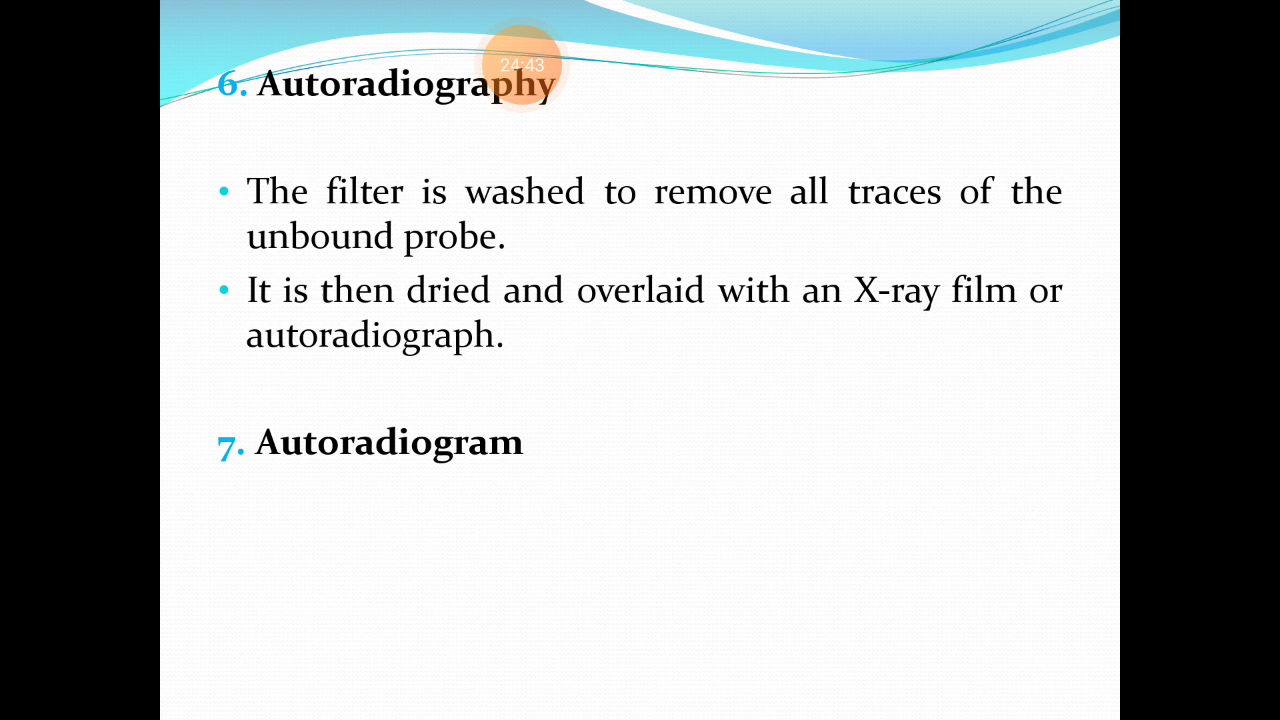 24:43
6. Autoradiography
• The filter is washed to remove all traces of the
unbound probe.
• It is then dried and overlaid with an X-ray film or
autoradiograph.
7. Autoradiogram